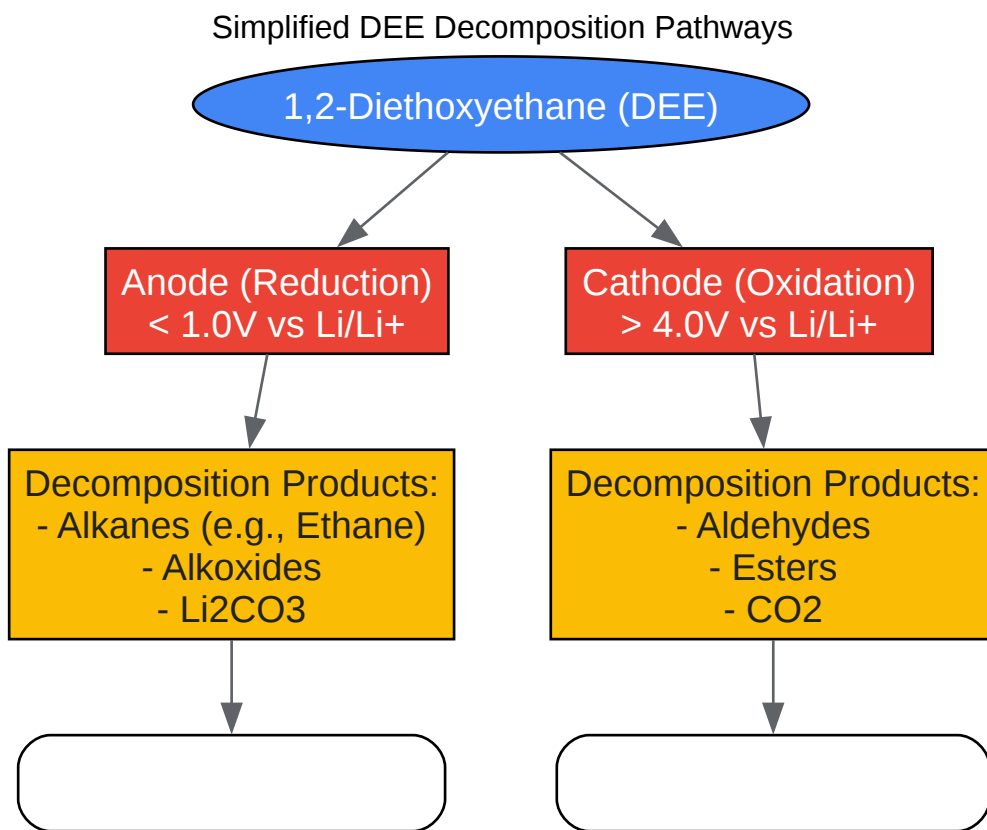 Simplified DEE Decomposition Pathways
1,2-Diethoxyethane (DEE)
Anode (Reduction)
< 1.0V vs Li/Li+
Cathode (Oxidation)
> 4.0V vs Li/Li+
Decomposition Products:
- Alkanes (e.g., Ethane)
- Alkoxides
- Li2CO3
Decomposition Products:
- Aldehydes
- Esters
- CO2